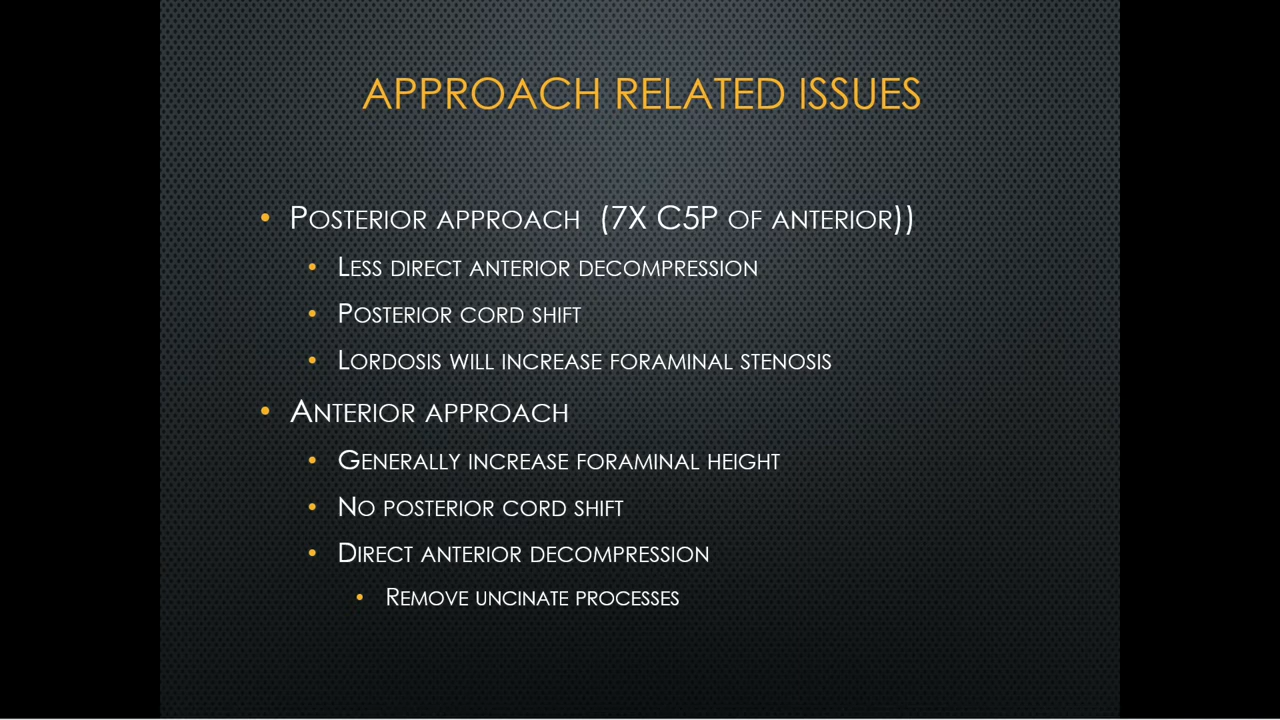 APPROACH RELATED ISSUES
• POSTERIOR APPROACH (7X C5P OF ANTERIOR))
• LESS DIRECT ANTERIOR DECOMPRESSION
• POSTERIOR CORD SHIFT
• LORDOSIS WILL INCREASE FORAMINAL STENOSIS
• ANTERIOR APPROACH
• GENERALLY INCREASE FORAMINAL HEIGHT
• NO POSTERIOR CORD SHIFT
• DIRECT ANTERIOR DECOMPRESSION
• REMOVE UNCINATE PROCESSES